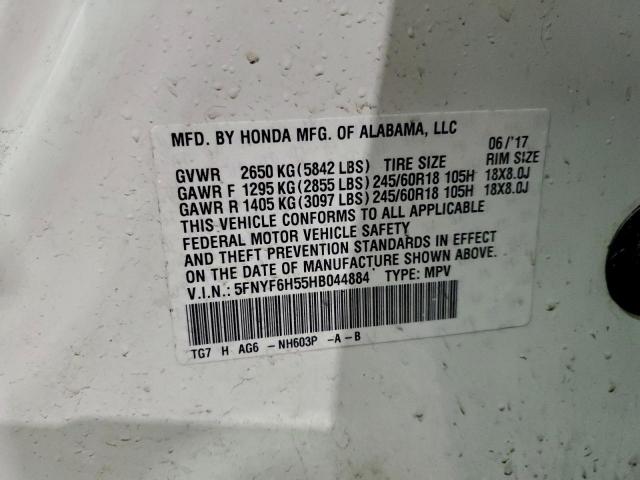 MFD. BY HONDA MFG. OF ALABAMA, LLC 06/'17
GVWR 2650 KG(5842 LBS) TIRE SIZE RIM SIZE
GAWR F 1295 KG(2855 LBS)245/60R18 105H 18X8.0J
GAWR R 1405 KG(3097 LBS)245/60R18 105H 18X8.0J
THIS VEHICLE CONFORMS TO ALL APPLICABLE
FEDERAL MOTOR VEHICLE SAFETY
AND THEFT PREVENTION STANDARDS IN EFFECT
ON THE DATE OF MANUFACTURE SHOWN ABOVE.
V.I.N.: 5FNYF6H55HB044884 TYPE: MPV
TG7 H AG6 -NH603P -A-B